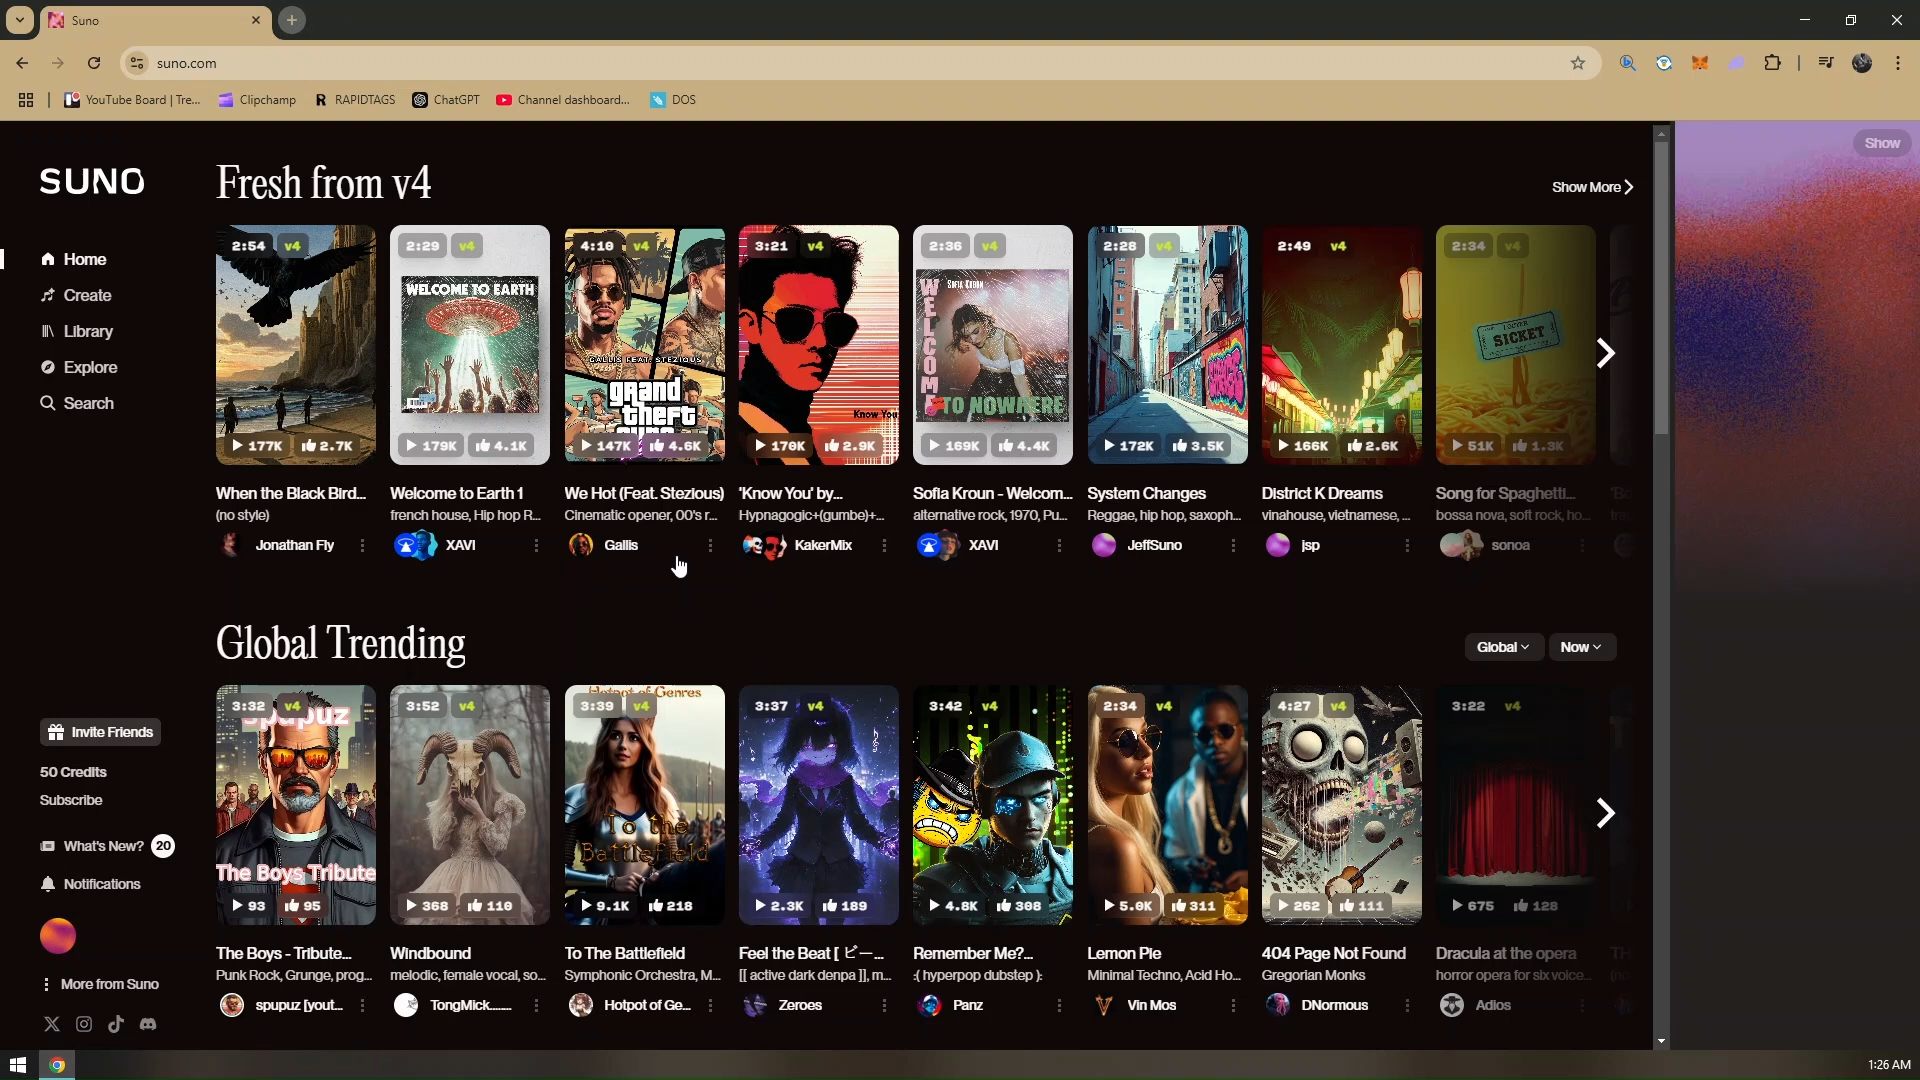 Suno
suno.com
YouTube Board | Tre...
Clipchamp
RAPIDTAGS
ChatGPT
Channel dashboard...
DOS
Show
SUNO
Home
Create
Library
Explore
Search
Invite Friends
50 Credits
Subscribe
What's New? 20
Notifications
More from Suno
Fresh from v4
Show More
2:54 v4
2:29 v4
4:10 v4
3:21 v4
2:36 v4
2:28 v4
2:49 v4
2:34 v4
WELCOME TO EARTH
GALLIS FEAT. STEZIOUS
grand
theft
Know You
Sofia Kroun
WELCOME
TO NOWHERE
SICKET
177K 2.7K
179K 4.1K
147K 4.6K
170K 2.9K
169K 4.4K
172K 3.5K
166K 2.6K
51K 1.3K
When the Black Bird...
(no style)
Jonathan Fly
Welcome to Earth 1
french house, Hip hop R...
XAVI
We Hot (Feat. Stezious)
Cinematic opener, 00's r...
Gallis
'Know You' by...
Hypnagogic+(gumbe)+...
KakerMix
Sofia Kroun - Welcom...
alternative rock, 1970, Pu...
XAVI
System Changes
Reggae, hip hop, saxoph...
JeffSuno
District K Dreams
vinahouse, vietnamese, ...
jsp
Song for Spaghetti...
bossa nova, soft rock, ho...
sonoa
Global Trending
Global
Now
3:32 v4
3:52 v4
3:39 v4
3:37 v4
3:42 v4
2:34 v4
4:27 v4
3:22 v4
spupuz
The Boys Tribute
Hotpot of Genres
To the
Battlefield
93 95
368 110
9.1K 218
2.3K 189
4.8K 308
5.0K 311
262 111
675 128
The Boys - Tribute...
Punk Rock, Grunge, prog...
spupuz [yout...
Windbound
melodic, female vocal, so...
TongMick........
To The Battlefield
Symphonic Orchestra, M...
Hotpot of Ge...
Feel the Beat [ ビー...
[[ active dark denpa ]], m...
Zeroes
Remember Me?...
:( hyperpop dubstep ):
Panz
Lemon Pie
Minimal Techno, Acid Ho...
Vin Mos
404 Page Not Found
Gregorian Monks
DNormous
Dracula at the opera
horror opera for six voice...
Adios
1:26 AM